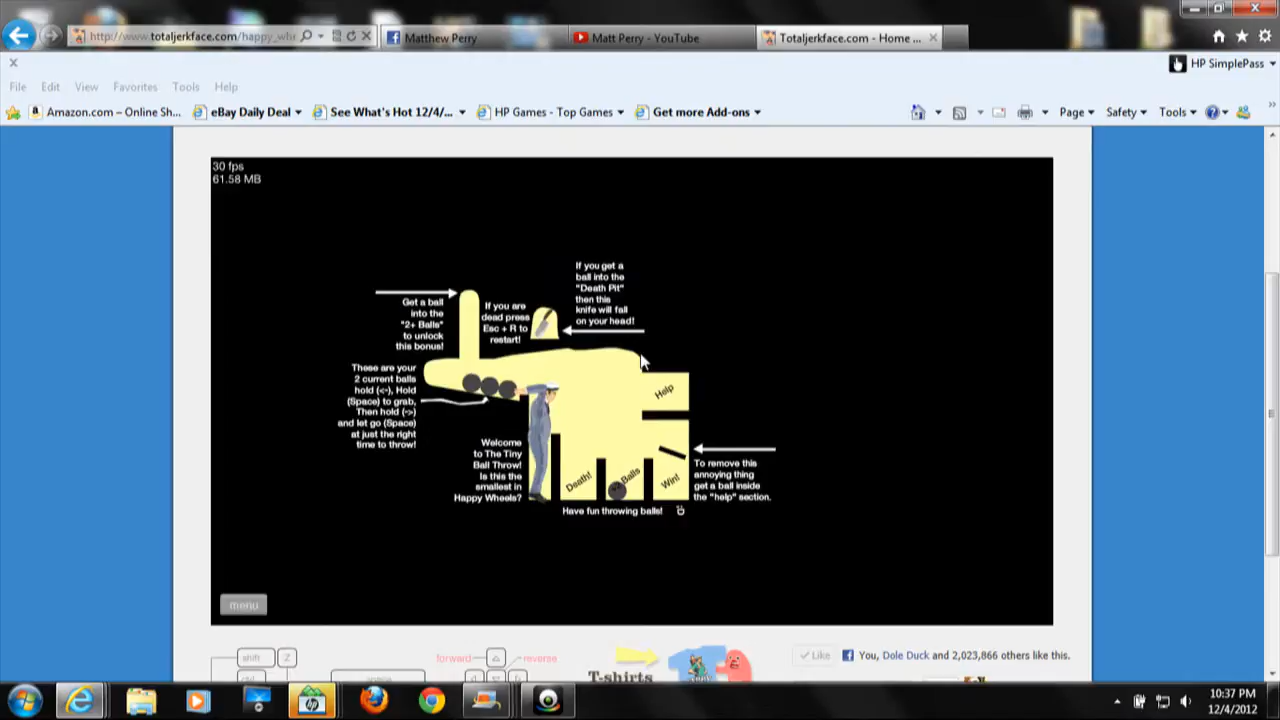 http://www.totaljerkface.com/happy_whe
Matthew Perry
Matt Perry - YouTube
Totaljerkface.com - Home ...
HP SimplePass
File Edit View Favorites Tools Help
Amazon.com – Online Sh...
eBay Daily Deal
See What's Hot 12/4/...
HP Games - Top Games
Get more Add-ons
Page
Safety
Tools
30 fps
61.58 MB
If you get a
ball into the
"Death Pit"
then this
knife will fall
on your head!
Get a ball
into the
"2+ Balls"
to unlock
this bonus!
If you are
dead press
Esc + R to
restart!
These are your
2 current balls
hold (<-), Hold
(Space) to grab,
Then hold (->)
and let go (Space)
at just the right
time to throw!
Help
Welcome
to The Tiny
Ball Throw!
Is this the
smallest in
Happy Wheels?
Death!
Balls
Win!
To remove this
annoying thing
get a ball inside
the "help" section.
Have fun throwing balls!
menu
shift
Z
forward
reverse
T-shirts
Like
You, Dole Duck and 2,023,866 others like this.
10:37 PM
12/4/2012